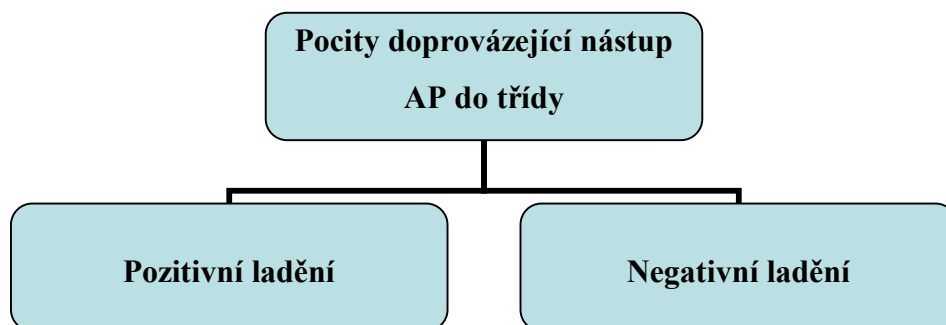 Pocity doprovázející nástup
AP do třídy
Pozitivní ladění
Negativní ladění